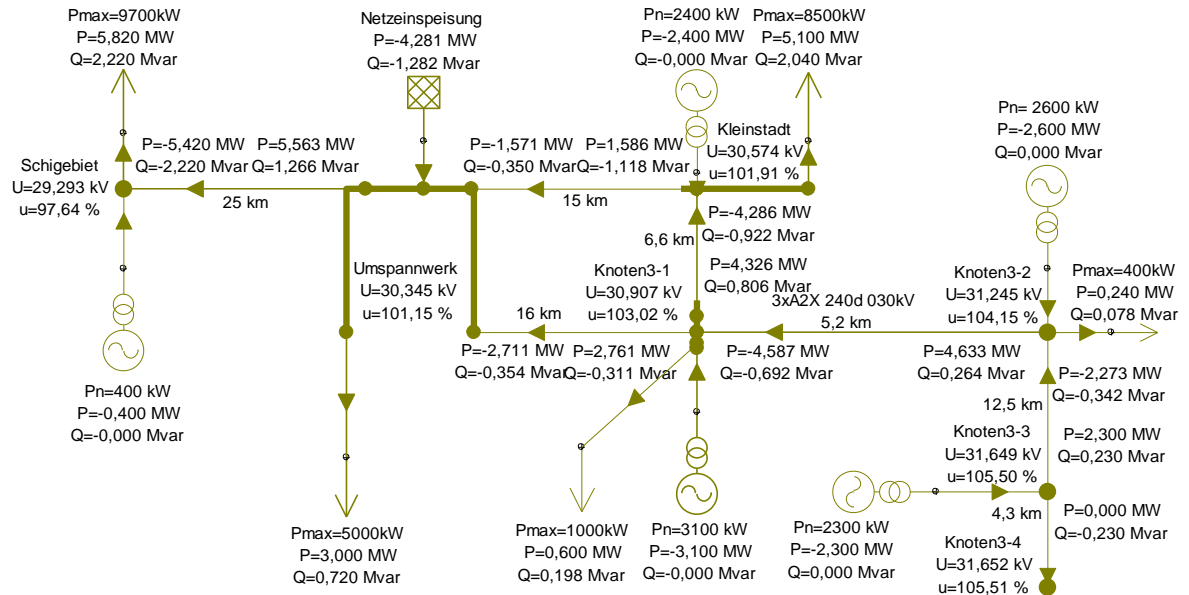 Pmax=9700kW
P=5,820 MW
Q=2,220 Mvar
Netzeinspeisung
P=-4,281 MW
Q=-1,282 Mvar
Pn=2400 kW
P=-2,400 MW
Q=-0,000 Mvar
Pmax=8500kW
P=5,100 MW
Q=2,040 Mvar
Pn= 2600 kW
P=-2,600 MW
Q=0,000 Mvar
Schigebiet
U=29,293 kV
u=97,64 %
P=-5,420 MW
Q=-2,220 Mvar
P=5,563 MW
Q=1,266 Mvar
25 km
P=-1,571 MW
Q=-0,350 Mvar
P=1,586 MW
Q=-1,118 Mvar
15 km
Kleinstadt
U=30,574 kV
u=101,91 %
P=-4,286 MW
Q=-0,922 Mvar
6,6 km
P=4,326 MW
Q=0,806 Mvar
Umspannwerk
U=30,345 kV
u=101,15 %
Knoten3-1
U=30,907 kV
u=103,02 %
3xA2X 240d 030kV
5,2 km
Knoten3-2
U=31,245 kV
u=104,15 %
Pmax=400kW
P=0,240 MW
Q=0,078 Mvar
16 km
P=-2,711 MW
Q=-0,354 Mvar
P=2,761 MW
Q=-0,311 Mvar
P=-4,587 MW
Q=-0,692 Mvar
P=4,633 MW
Q=0,264 Mvar
P=-2,273 MW
Q=-0,342 Mvar
12,5 km
Pn=400 kW
P=-0,400 MW
Q=-0,000 Mvar
Knoten3-3
U=31,649 kV
u=105,50 %
P=2,300 MW
Q=0,230 Mvar
4,3 km
P=0,000 MW
Q=-0,230 Mvar
Pmax=5000kW
P=3,000 MW
Q=0,720 Mvar
Pmax=1000kW
P=0,600 MW
Q=0,198 Mvar
Pn=3100 kW
P=-3,100 MW
Q=-0,000 Mvar
Pn=2300 kW
P=-2,300 MW
Q=0,000 Mvar
Knoten3-4
U=31,652 kV
u=105,51 %